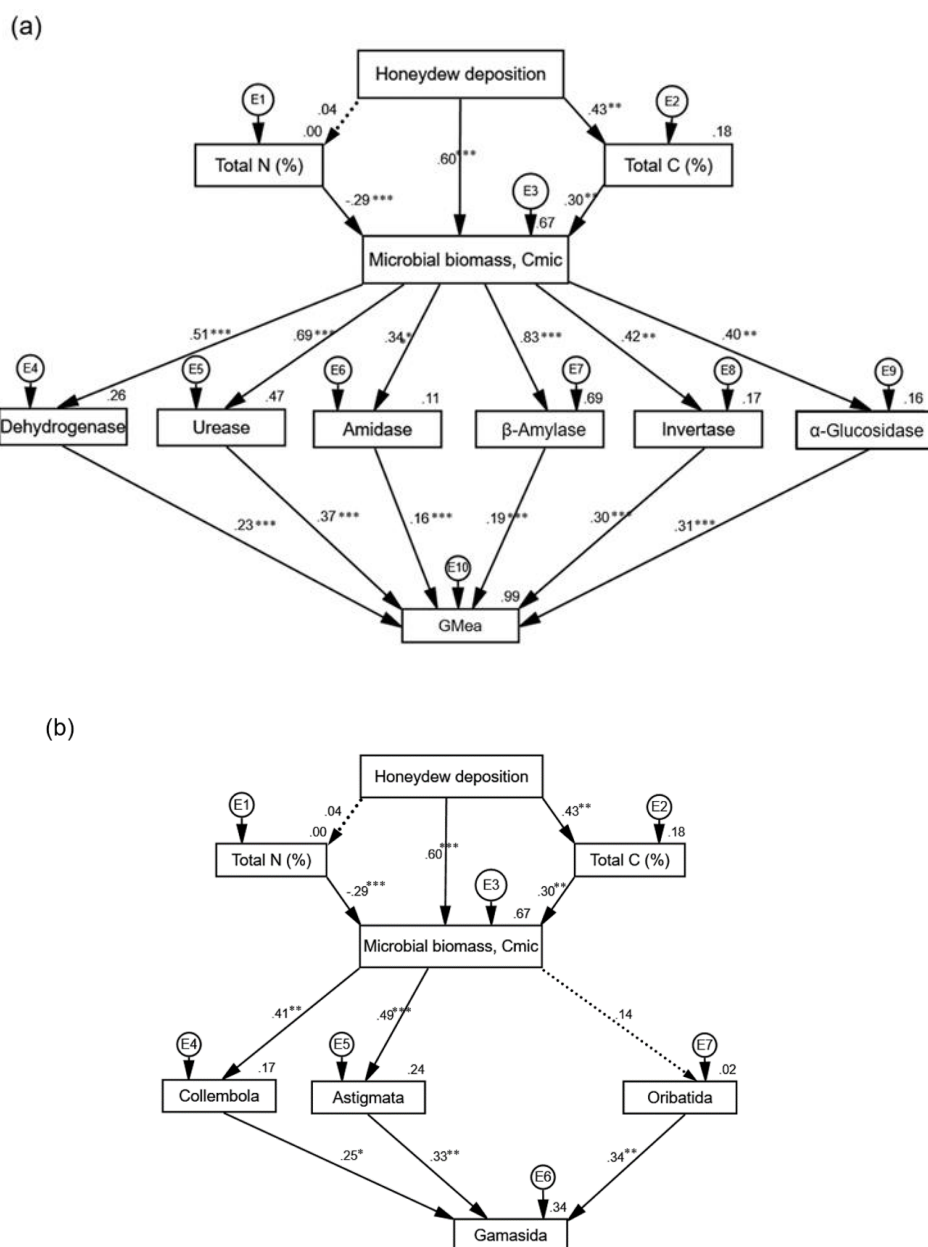 (a)
Honeydew deposition
E1
.04
.43**
E2
.00
.18
Total N (%)
.60***
Total C (%)
-.29 ***
E3
.30**
.67
Microbial biomass, Cmic
.51***
.69***
.34**
.83***
.42 **
.40 **
E4
E5
E6
E7
E8
E9
.26
.47
.11
.69
.17
.16
Dehydrogenase
Urease
Amidase
β-Amylase
Invertase
α-Glucosidase
.23***
.37***
.16 ***
.19***
.30***
.31***
E10
.99
GMea
(b)
Honeydew deposition
E1
.04
.43**
E2
.00
.18
Total N (%)
.60***
Total C (%)
-.29***
E3
.30**
.67
Microbial biomass, Cmic
.41**
.49***
.14
E4
E5
E7
.17
.24
.02
Collembola
Astigmata
Oribatida
.25*
.33**
.34**
E6
.34
Gamasida